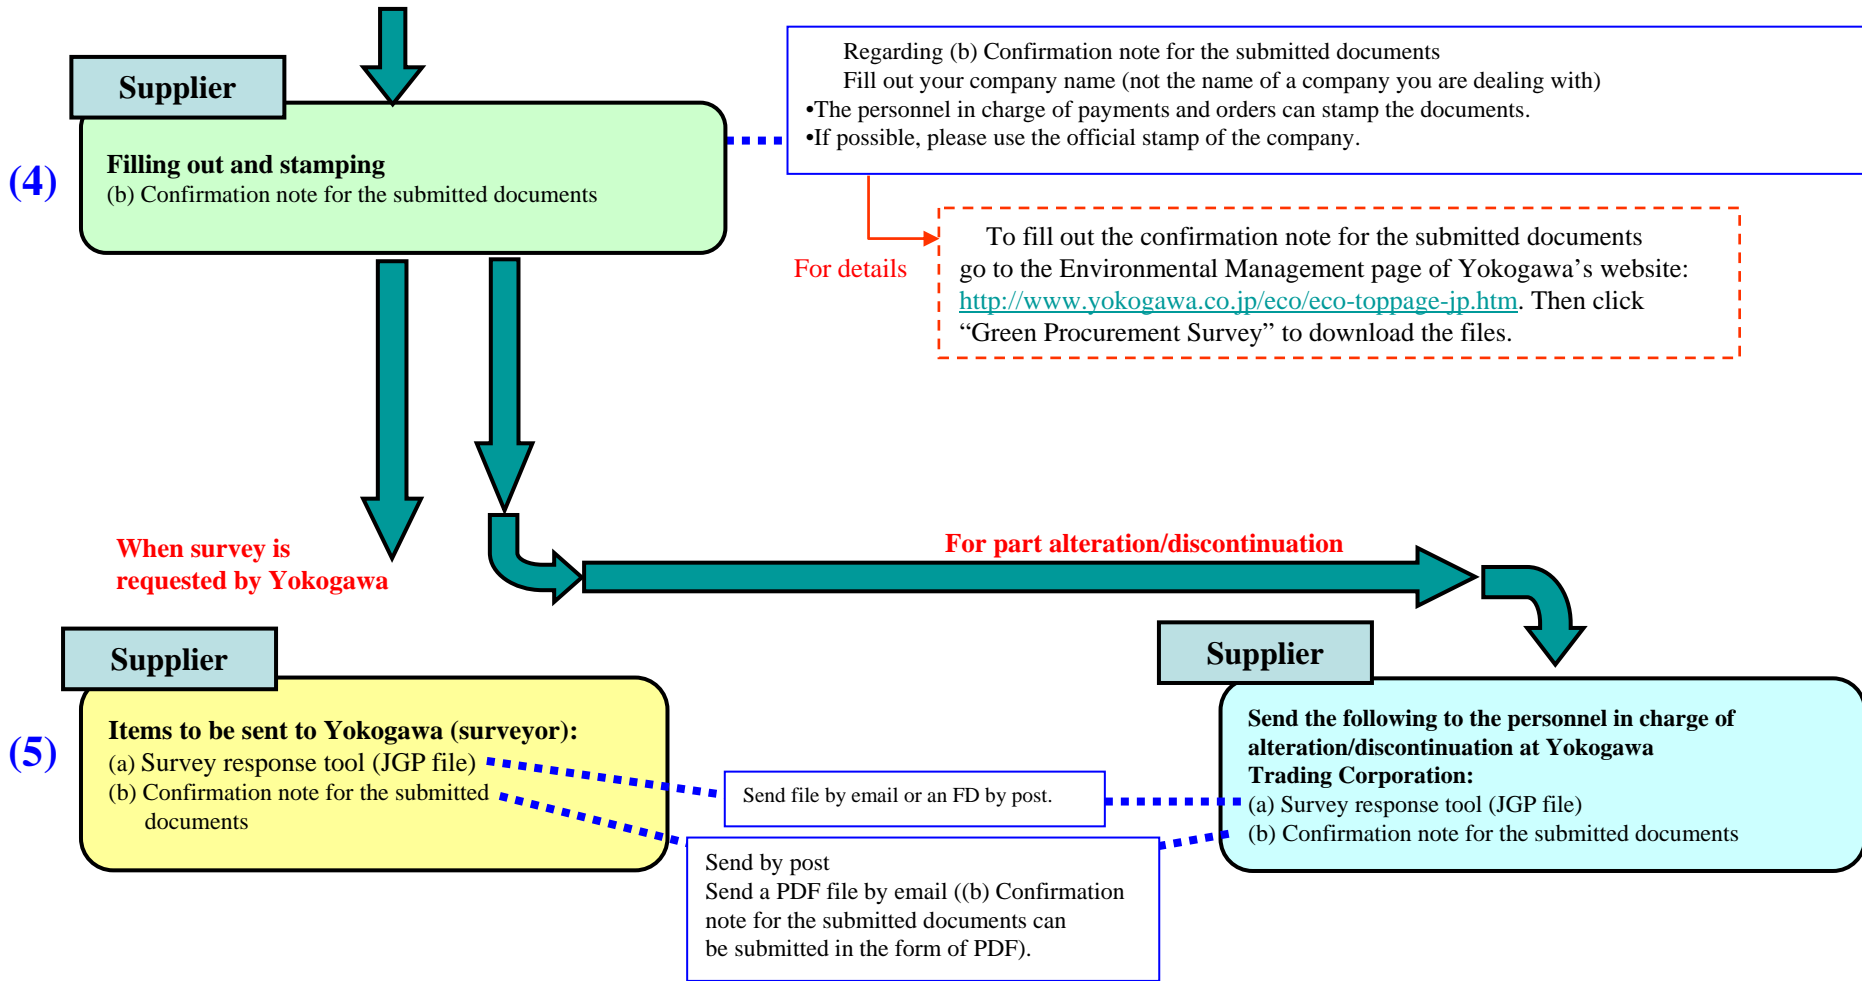 Supplier
(4)
Filling out and stamping
(b) Confirmation note for the submitted documents
Regarding (b) Confirmation note for the submitted documents
Fill out your company name (not the name of a company you are dealing with)
•The personnel in charge of payments and orders can stamp the documents.
•If possible, please use the official stamp of the company.
For details
To fill out the confirmation note for the submitted documents
go to the Environmental Management page of Yokogawa’s website:
http://www.yokogawa.co.jp/eco/eco-toppage-jp.htm. Then click
“Green Procurement Survey” to download the files.
When survey is
requested by Yokogawa
For part alteration/discontinuation
Supplier
(5)
Items to be sent to Yokogawa (surveyor):
(a) Survey response tool (JGP file)
(b) Confirmation note for the submitted
documents
Send file by email or an FD by post.
Send by post
Send a PDF file by email ((b) Confirmation
note for the submitted documents can
be submitted in the form of PDF).
Supplier
Send the following to the personnel in charge of
alteration/discontinuation at Yokogawa
Trading Corporation:
(a) Survey response tool (JGP file)
(b) Confirmation note for the submitted documents